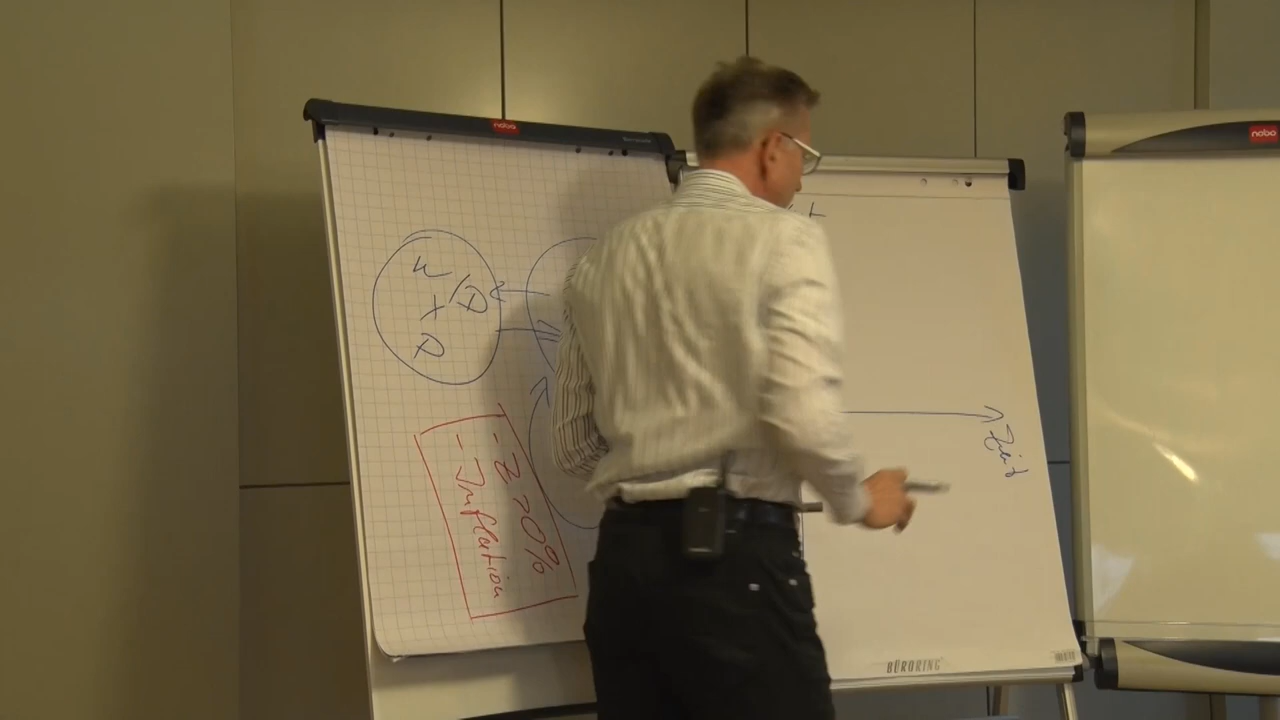 nobo
W
P
+
P
- Z > 0%
- Inflation
t
Zeit
BÜRORING
nobo